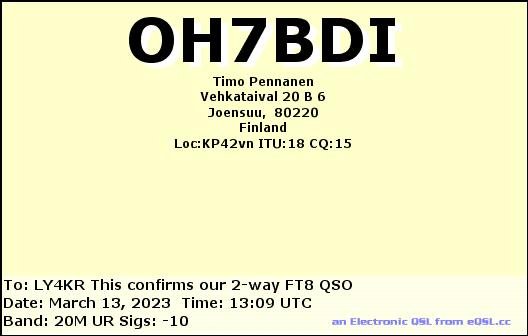 OH7BDI
Timo Pennanen
Vehkataival 20 B 6
Joensuu, 80220
Finland
Loc:KP42vn ITU:18 CQ:15
To: LY4KR This confirms our 2-way FT8 QSO
Date: March 13, 2023 Time: 13:09 UTC
Band: 20M UR Sigs: -10
an Electronic QSL from eQSL.cc